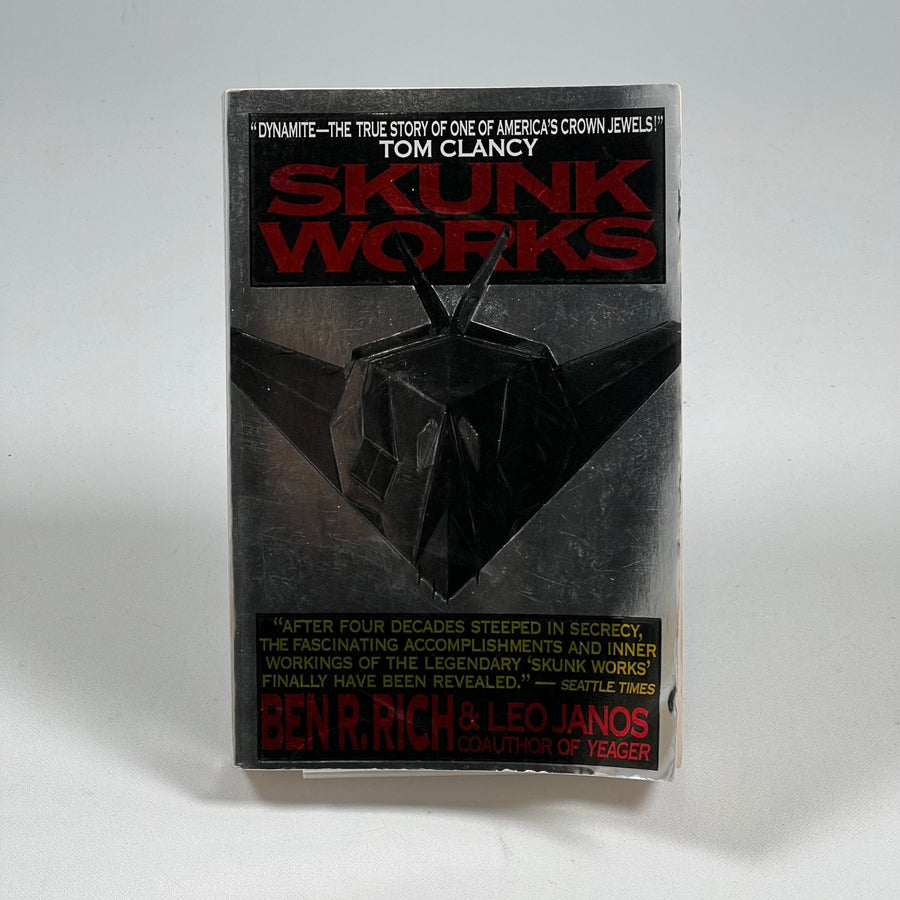 “DYNAMITE—THE TRUE STORY OF ONE OF AMERICA'S CROWN JEWELS!”
TOM CLANCY
SKUNK
WORKS
“AFTER FOUR DECADES STEEPED IN SECRECY,
THE FASCINATING ACCOMPLISHMENTS AND INNER
WORKINGS OF THE LEGENDARY ‘SKUNK WORKS’
FINALLY HAVE BEEN REVEALED.” — SEATTLE TIMES
BEN R. RICH & LEO JANOS
COAUTHOR OF YEAGER